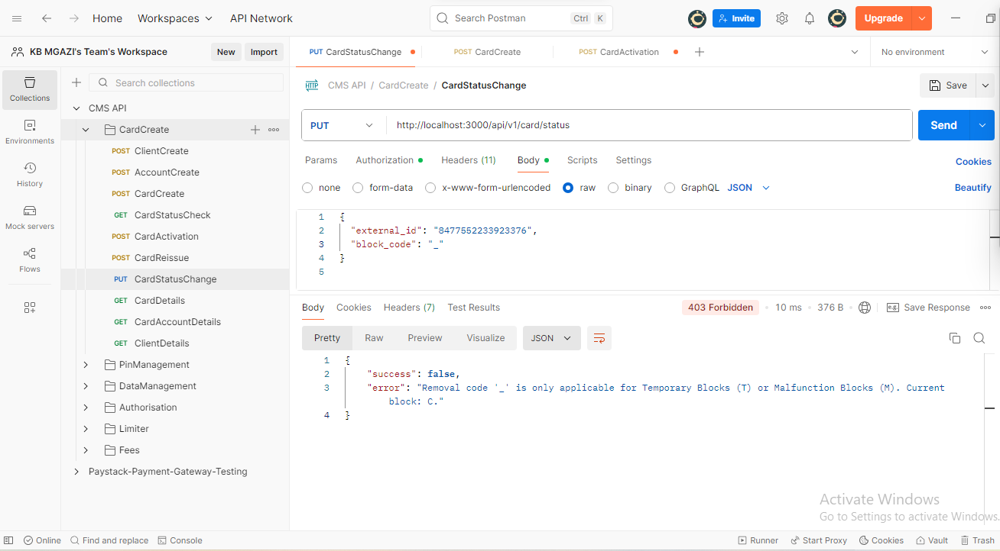 Home Workspaces API Network Search Postman Ctrl K Invite Upgrade
KB MGAZI's Team's Workspace New Import PUT CardStatusChange POST CardCreate POST CardActivation No environment
Search collections
Collections
Environments
History
Mock servers
Flows
CMS API
CardCreate
POST ClientCreate
POST AccountCreate
POST CardCreate
GET CardStatusCheck
POST CardActivation
POST CardReissue
PUT CardStatusChange
GET CardDetails
GET CardAccountDetails
GET ClientDetails
PinManagement
DataManagement
Authorisation
Limiter
Fees
Paystack-Payment-Gateway-Testing
HTTP CMS API / CardCreate / CardStatusChange Save
PUT http://localhost:3000/api/v1/card/status Send
Params Authorization Headers (11) Body Scripts Settings Cookies
none form-data x-www-form-urlencoded raw binary GraphQL JSON Beautify
1 {
2 "external_id": "8477552233923376",
3 "block_code": "_"
4 }
5
Body Cookies Headers (7) Test Results 403 Forbidden 10 ms 376 B e.g. Save Response
Pretty Raw Preview Visualize JSON
1 {
2 "success": false,
3 "error": "Removal code '_' is only applicable for Temporary Blocks (T) or Malfunction Blocks (M). Current
block: C."
4 }
Activate Windows
Go to Settings to activate Windows.
Online Find and replace Console Runner Start Proxy Cookies Vault Trash